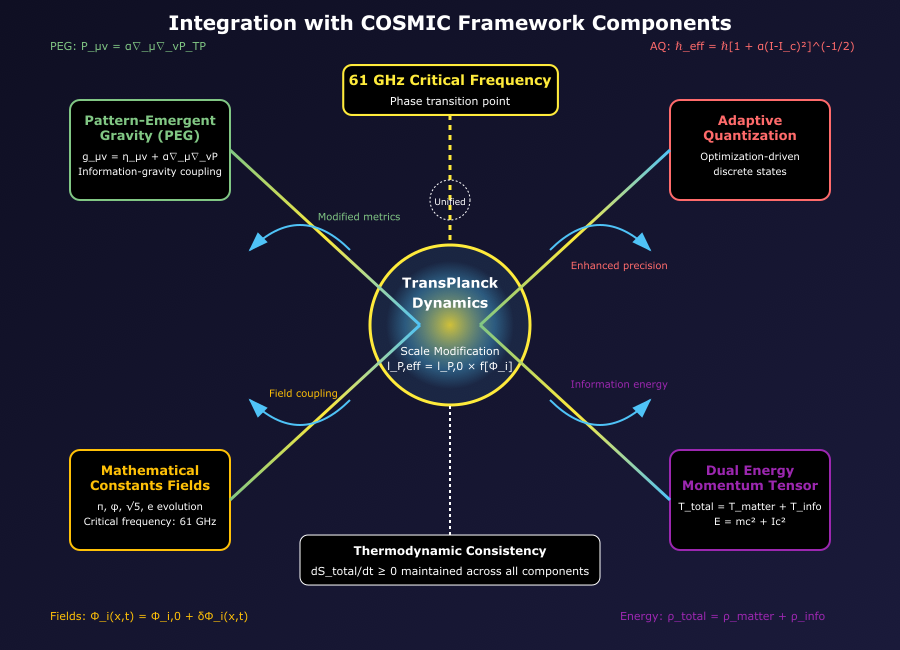 Integration with COSMIC Framework Components
PEG: P_μν = α∇_μ∇_νP_TP
AQ: ℏ_eff = ℏ[1 + α(I-I_c)²]^(-1/2)
61 GHz Critical Frequency
Phase transition point
Pattern-Emergent
Gravity (PEG)
g_μν = η_μν + α∇_μ∇_νP
Information-gravity coupling
Adaptive
Quantization
Optimization-driven
discrete states
Unified
Modified metrics
Enhanced precision
TransPlanck
Dynamics
Scale Modification
l_P,eff = l_P,0 × f[Φ_i]
Field coupling
Information energy
Mathematical
Constants Fields
π, φ, √5, e evolution
Critical frequency: 61 GHz
Dual Energy
Momentum Tensor
T_total = T_matter + T_info
E = mc² + Ic²
Thermodynamic Consistency
dS_total/dt ≥ 0 maintained across all components
Fields: Φ_i(x,t) = Φ_i,0 + δΦ_i(x,t)
Energy: ρ_total = ρ_matter + ρ_info